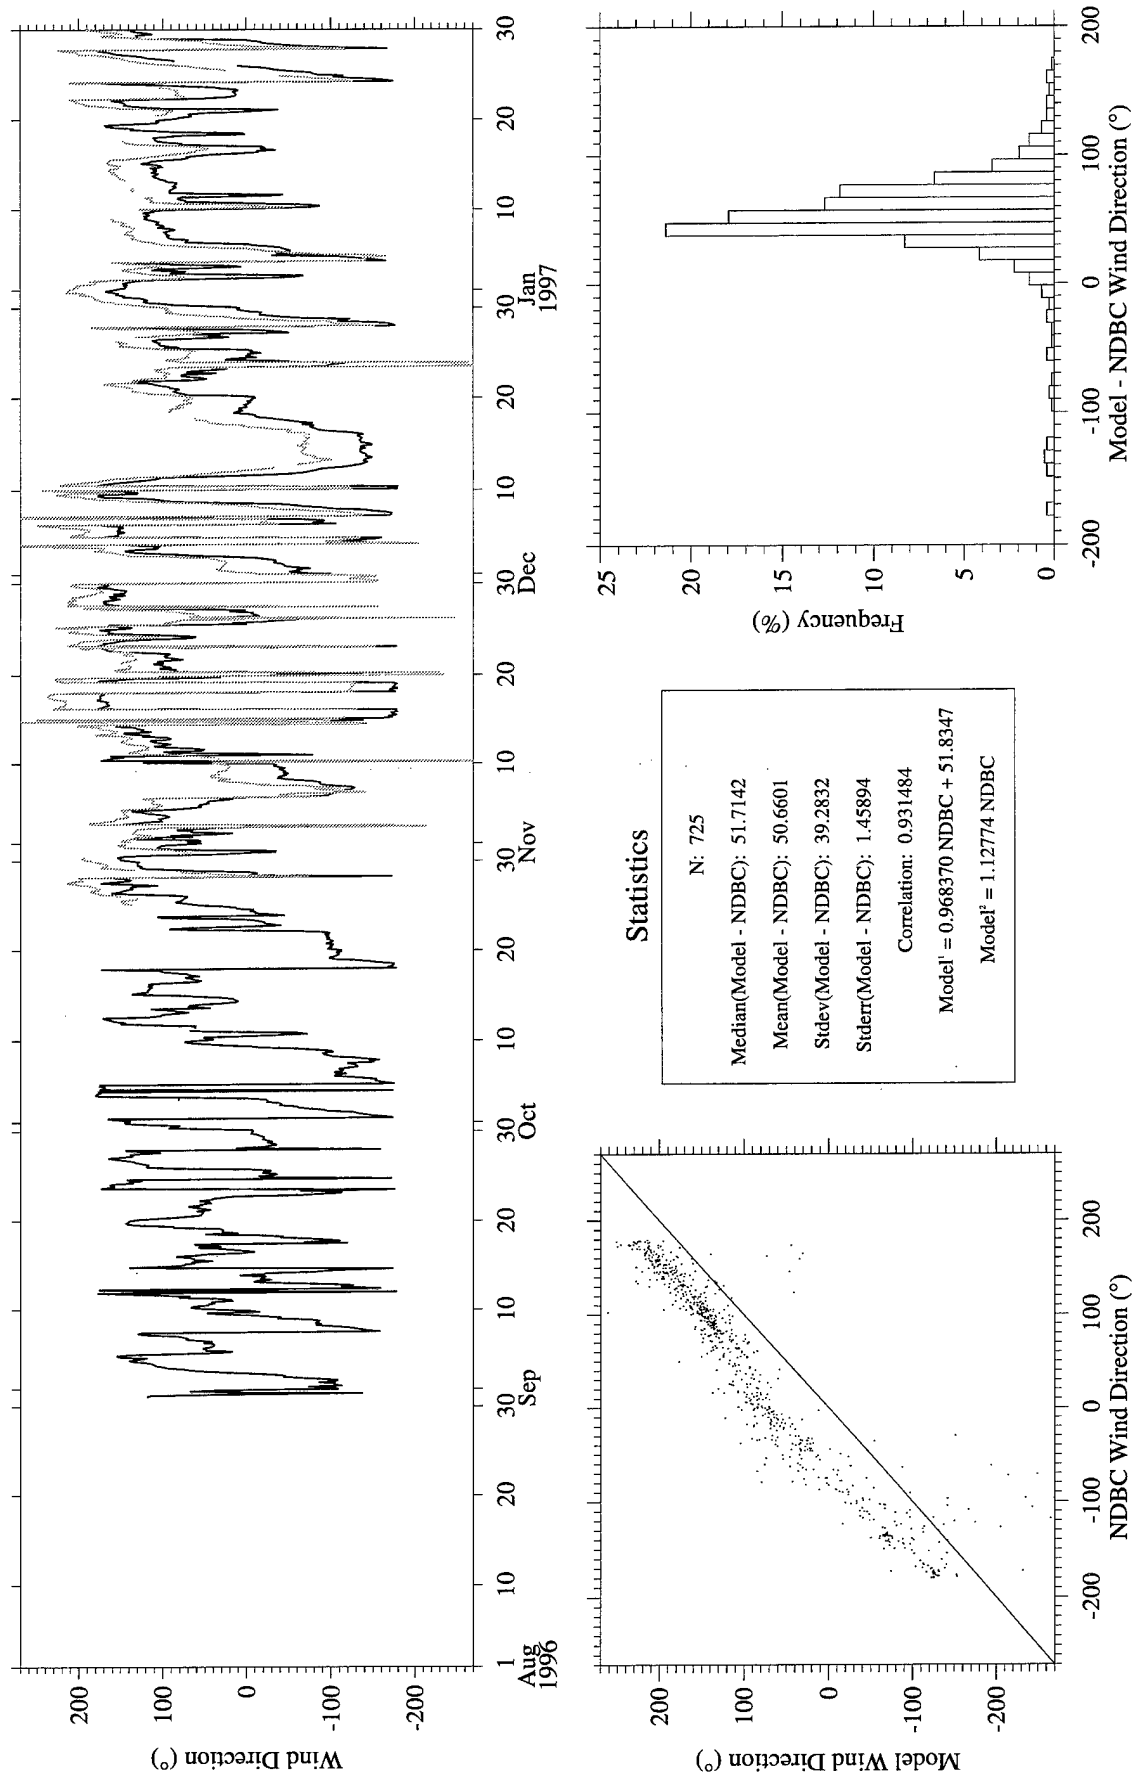 Wind Direction (°)
200
100
0
-100
-200
1
10
20
30
10
20
30
10
20
30
10
20
30
10
20
30
10
20
30
Aug
1996
Sep
Oct
Nov
Dec
Jan
1997
Model Wind Direction (°)
200
100
0
-100
-200
-200
-100
0
100
200
NDBC Wind Direction (°)
Statistics
N: 725
Median(Model - NDBC): 51.7142
Mean(Model - NDBC): 50.6601
Stdev(Model - NDBC): 39.2832
Stderr(Model - NDBC): 1.45894
Correlation: 0.931484
Model¹ = 0.968370 NDBC + 51.8347
Model² = 1.12774 NDBC
Frequency (%)
25
20
15
10
5
0
-200
-100
0
100
200
Model - NDBC Wind Direction (°)